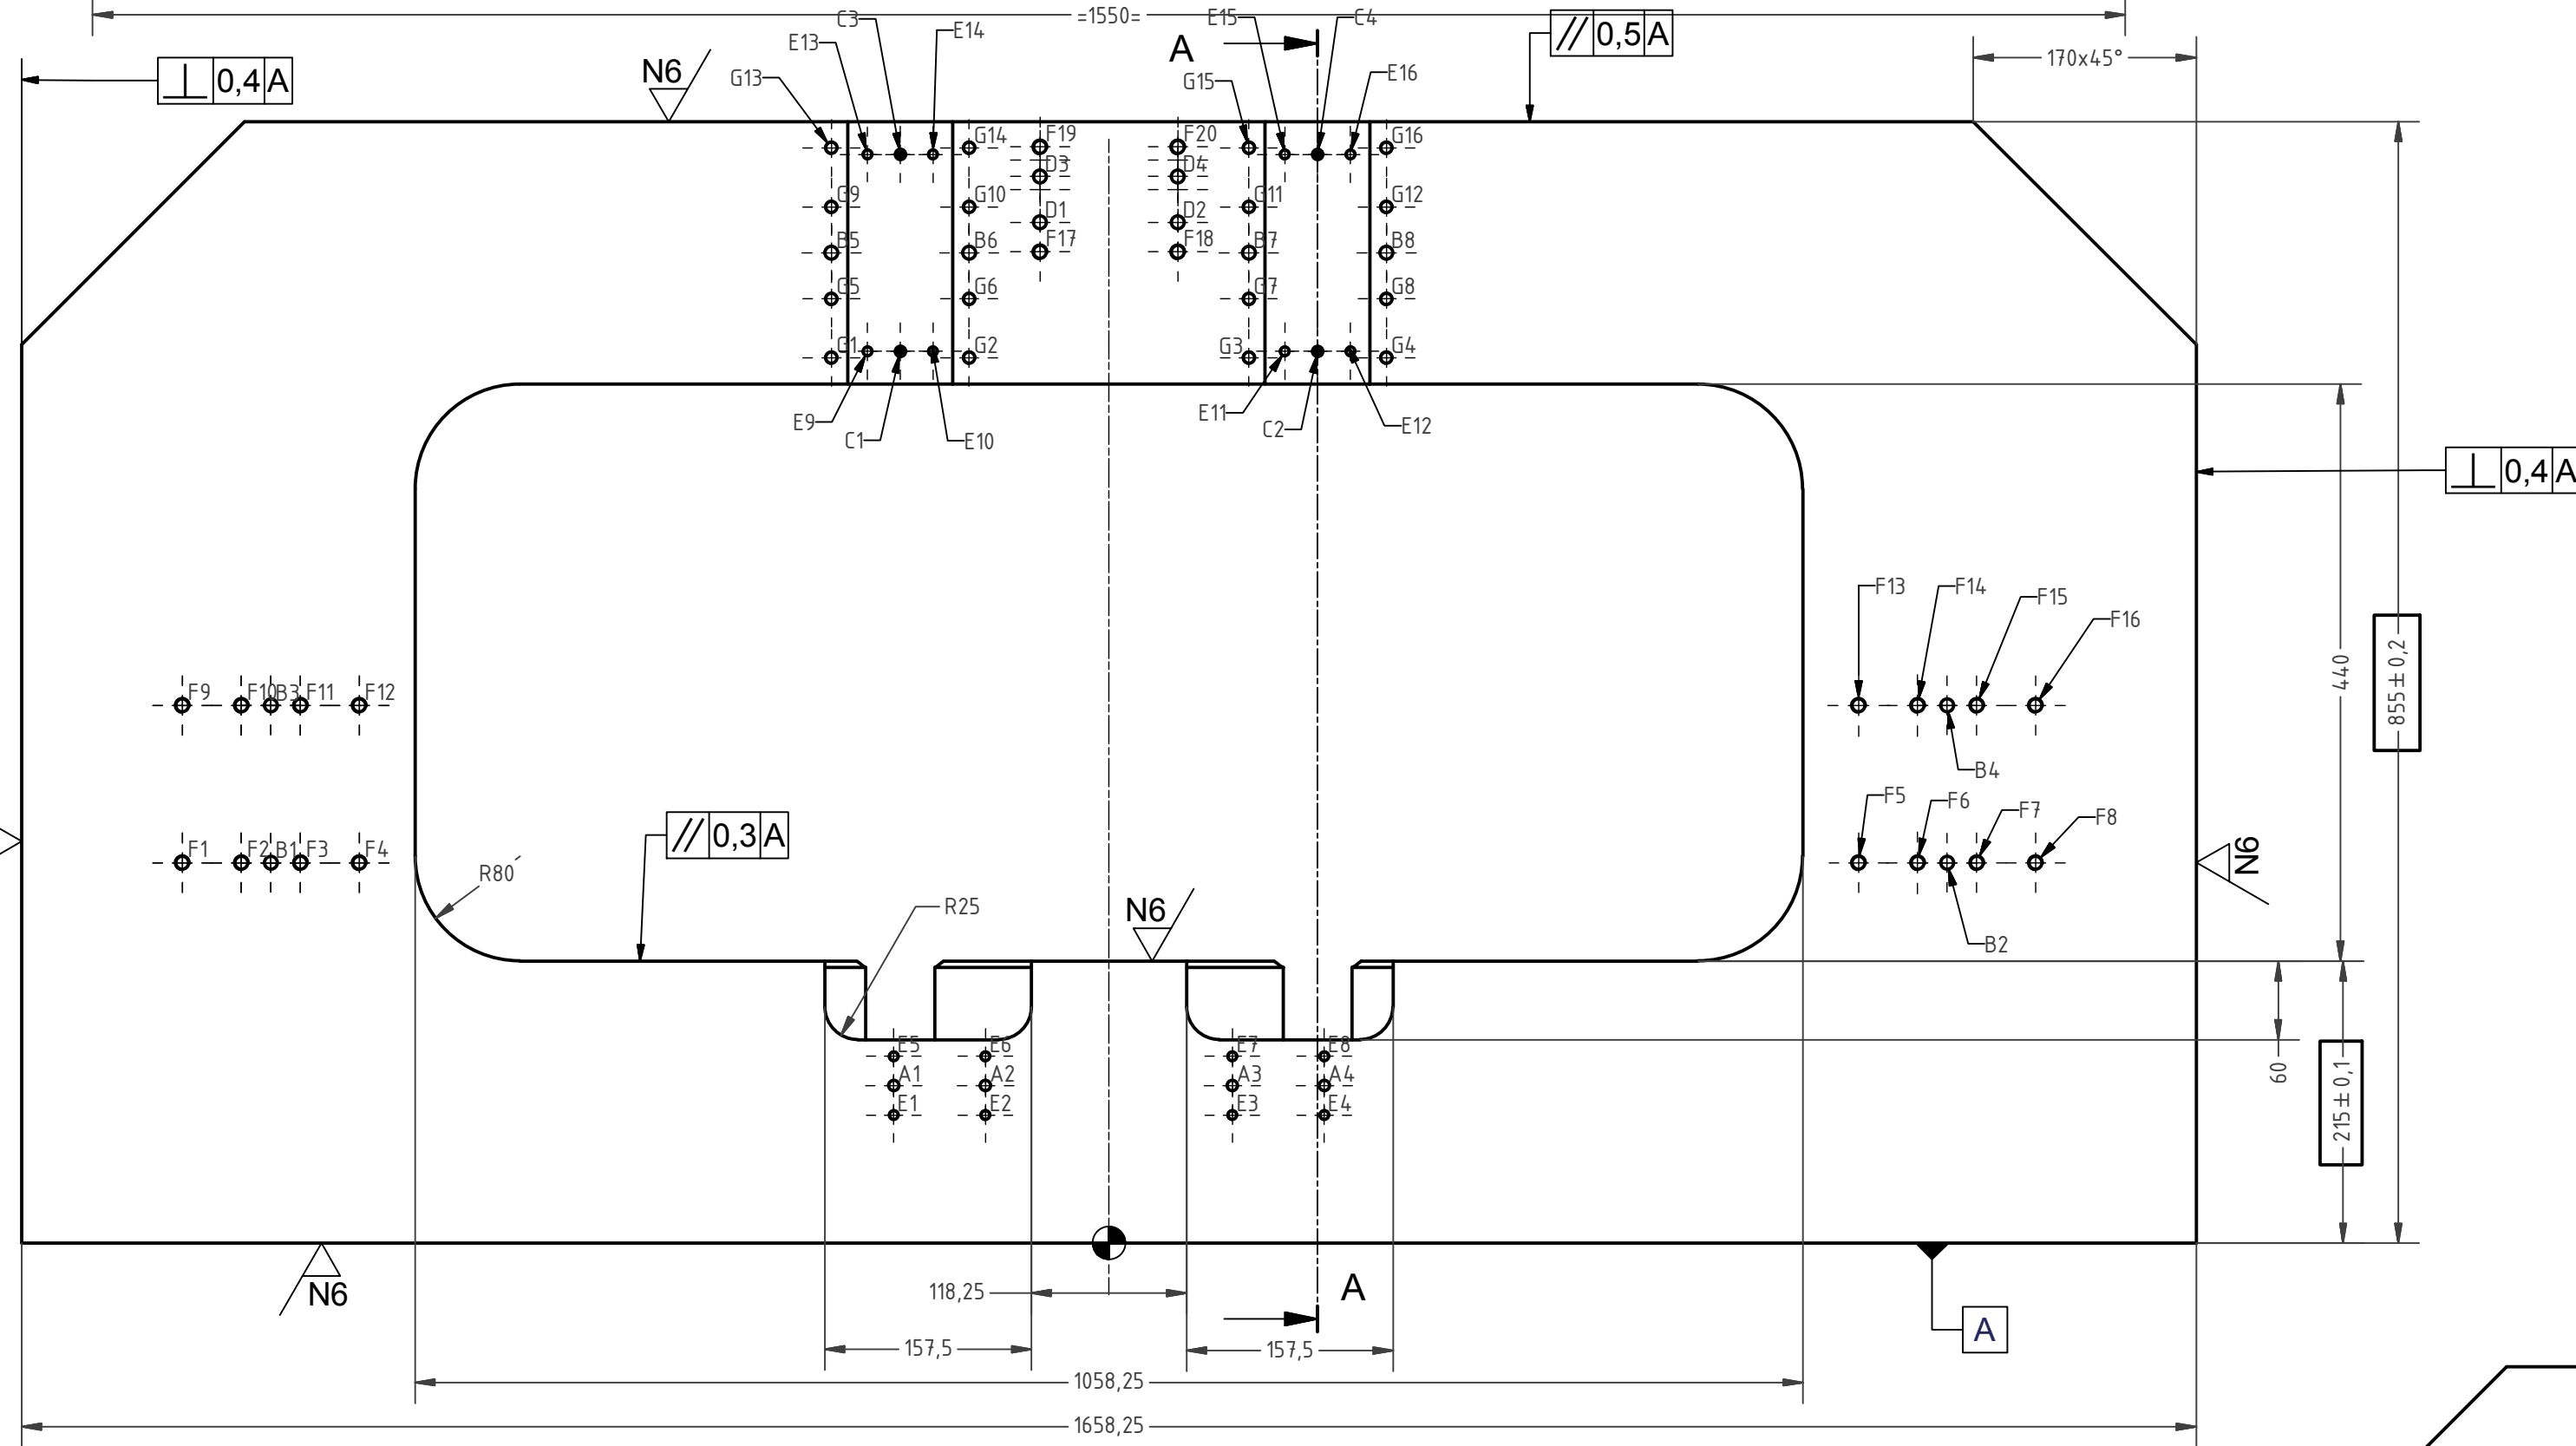 =1550=
C3
E15
C4
E13
E14
A
// 0,5 A
170x45°
⊥ 0,4 A
N6
G13
G15
E16
G14
F19
F20
G16
D3
D4
G9
G10
D1
D2
G11
G12
B5
B6
F17
F18
B7
B8
G5
G6
G7
G8
G1
G2
G3
G4
E9
C1
E10
E11
C2
E12
⊥ 0,4 A
F13
F14
F15
F16
440
855±0,2
F9
F10
B3
F11
F12
B4
F5
F6
F7
F8
// 0,3 A
F1
F2
B1
F3
F4
R80
R25
N6
N6
B2
E5
E6
E7
E8
A1
A2
A3
A4
E1
E2
E3
E4
60
215±0,1
N6
118,25
A
A
157,5
157,5
1058,25
1658,25